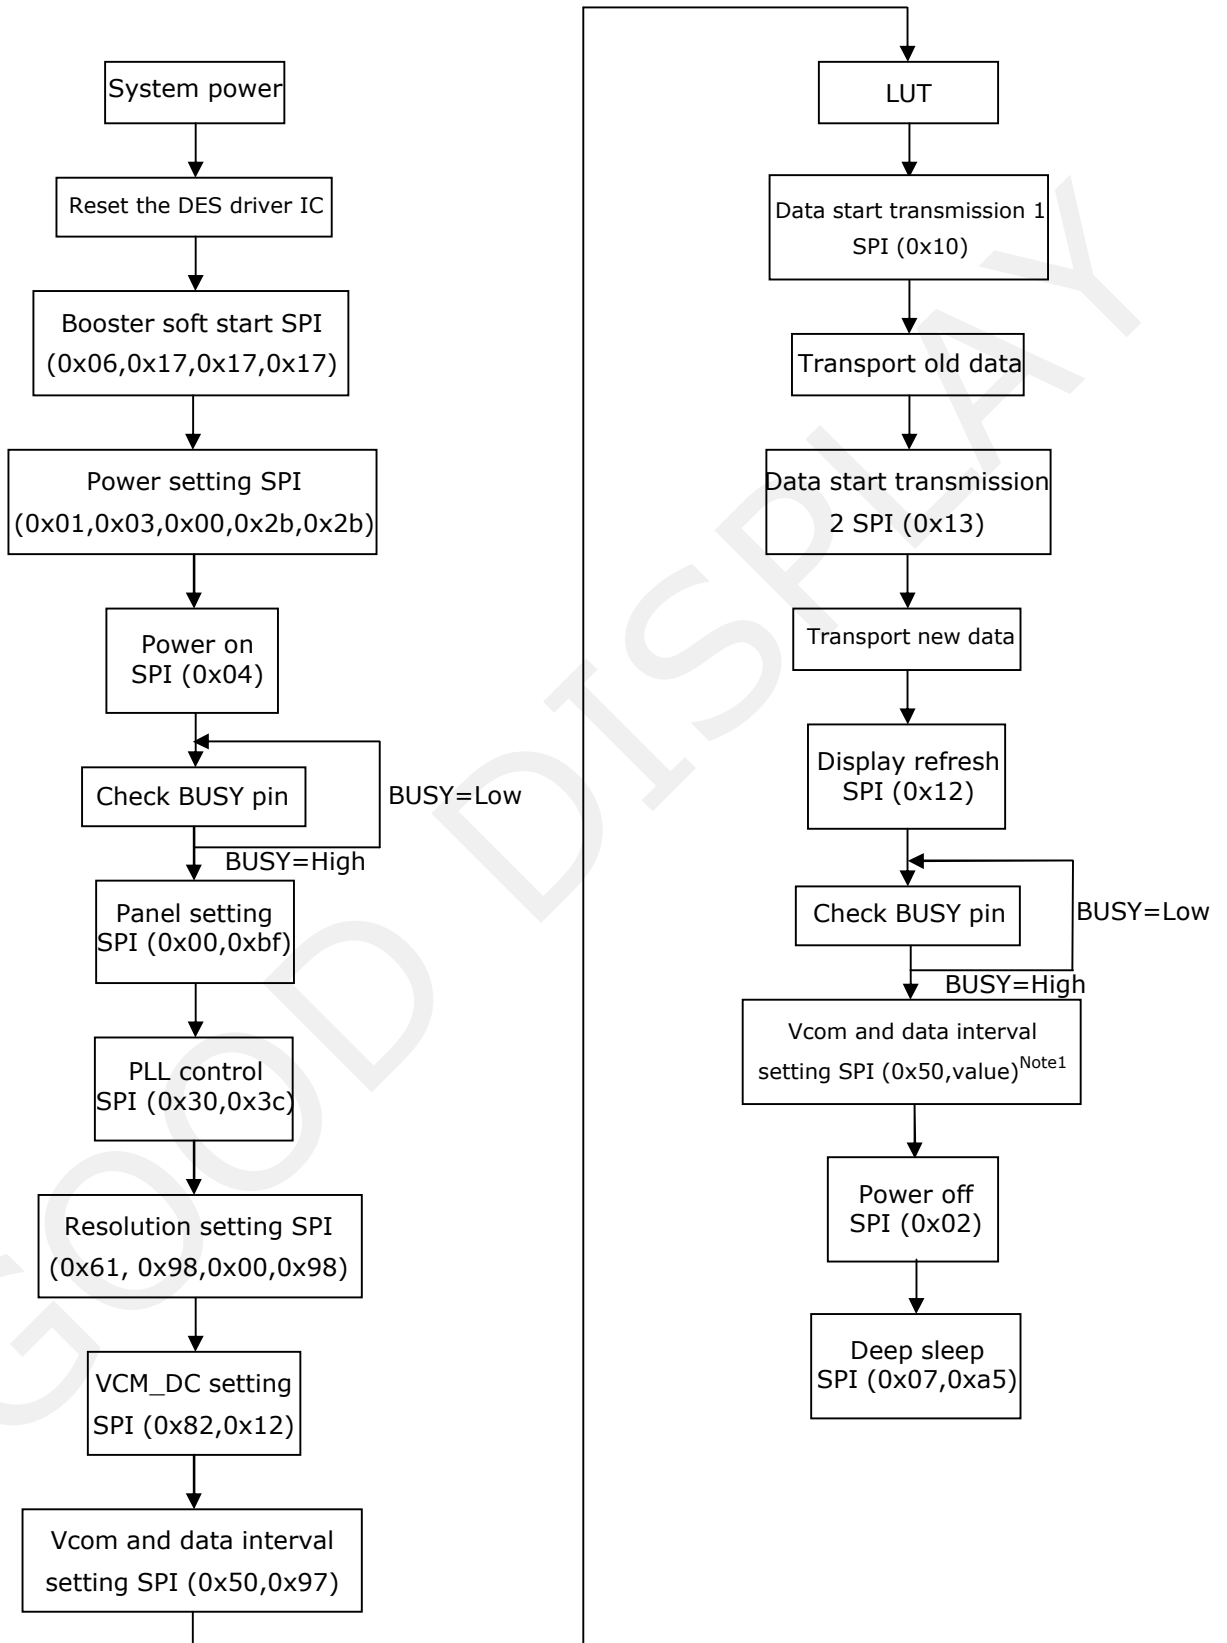 System power
Reset the DES driver IC
Booster soft start SPI
(0x06,0x17,0x17,0x17)
Power setting SPI
(0x01,0x03,0x00,0x2b,0x2b)
Power on
SPI (0x04)
Check BUSY pin
BUSY=Low
BUSY=High
Panel setting
SPI (0x00,0xbf)
PLL control
SPI (0x30,0x3c)
Resolution setting SPI
(0x61, 0x98,0x00,0x98)
VCM_DC setting
SPI (0x82,0x12)
Vcom and data interval
setting SPI (0x50,0x97)
LUT
Data start transmission 1
SPI (0x10)
Transport old data
Data start transmission
2 SPI (0x13)
Transport new data
Display refresh
SPI (0x12)
Check BUSY pin
BUSY=Low
BUSY=High
Vcom and data interval
setting SPI (0x50,value)Note1
Power off
SPI (0x02)
Deep sleep
SPI (0x07,0xa5)
GOOD DISPLAY